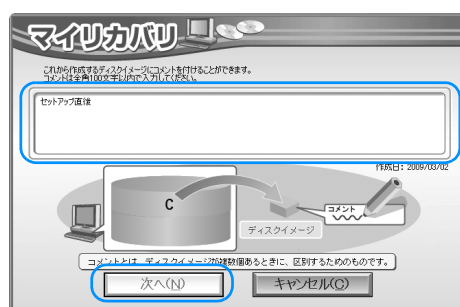 マイリカバリ
これから作成するディスクイメージにコメントを付けることができます。
コメントは全角100文字以内で入力してください。
セットアップ直後
作成日: 2009/03/02
C
コメント
ディスクイメージ
コメントとは、ディスクイメージが複数個あるときに、区別するためのものです。
次へ(N)
キャンセル(C)